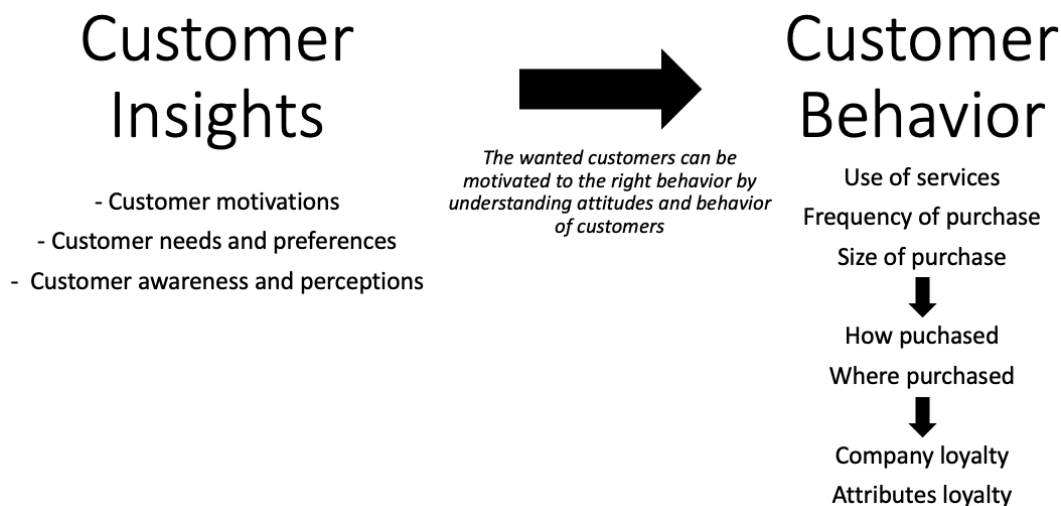 Customer
Insights
- Customer motivations
- Customer needs and preferences
- Customer awareness and perceptions
The wanted customers can be
motivated to the right behavior by
understanding attitudes and behavior
of customers
Customer
Behavior
Use of services
Frequency of purchase
Size of purchase
How puchased
Where purchased
Company loyalty
Attributes loyalty